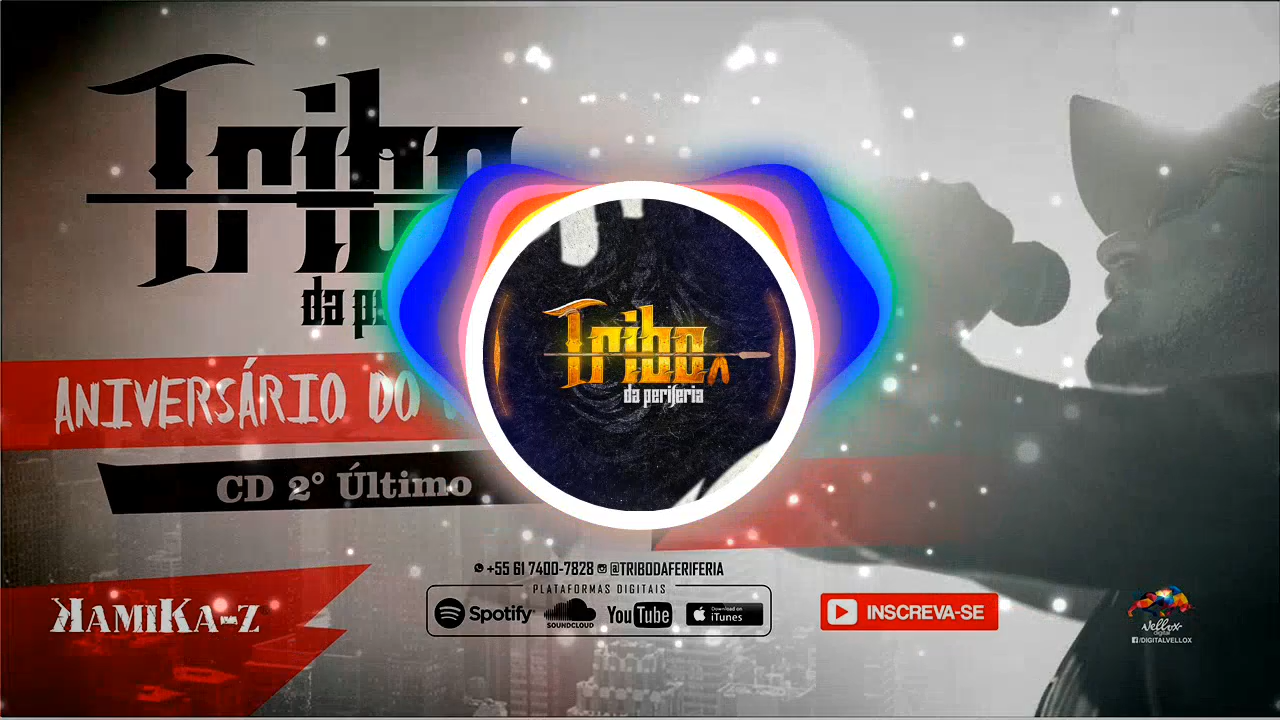 Tribo
da pe
ANIVERSÁRIO DO
CD 2° Último
Tribo
da periferia
+55 61 7400-7828 @TRIBODAFERIFERIA
PLATAFORMAS DIGITAIS
Spotify
SOUNDCLOUD
YouTube
Download on
iTunes
INSCREVA-SE
KAMIKA-Z
Vellox
digital
/DIGITALVELLOX